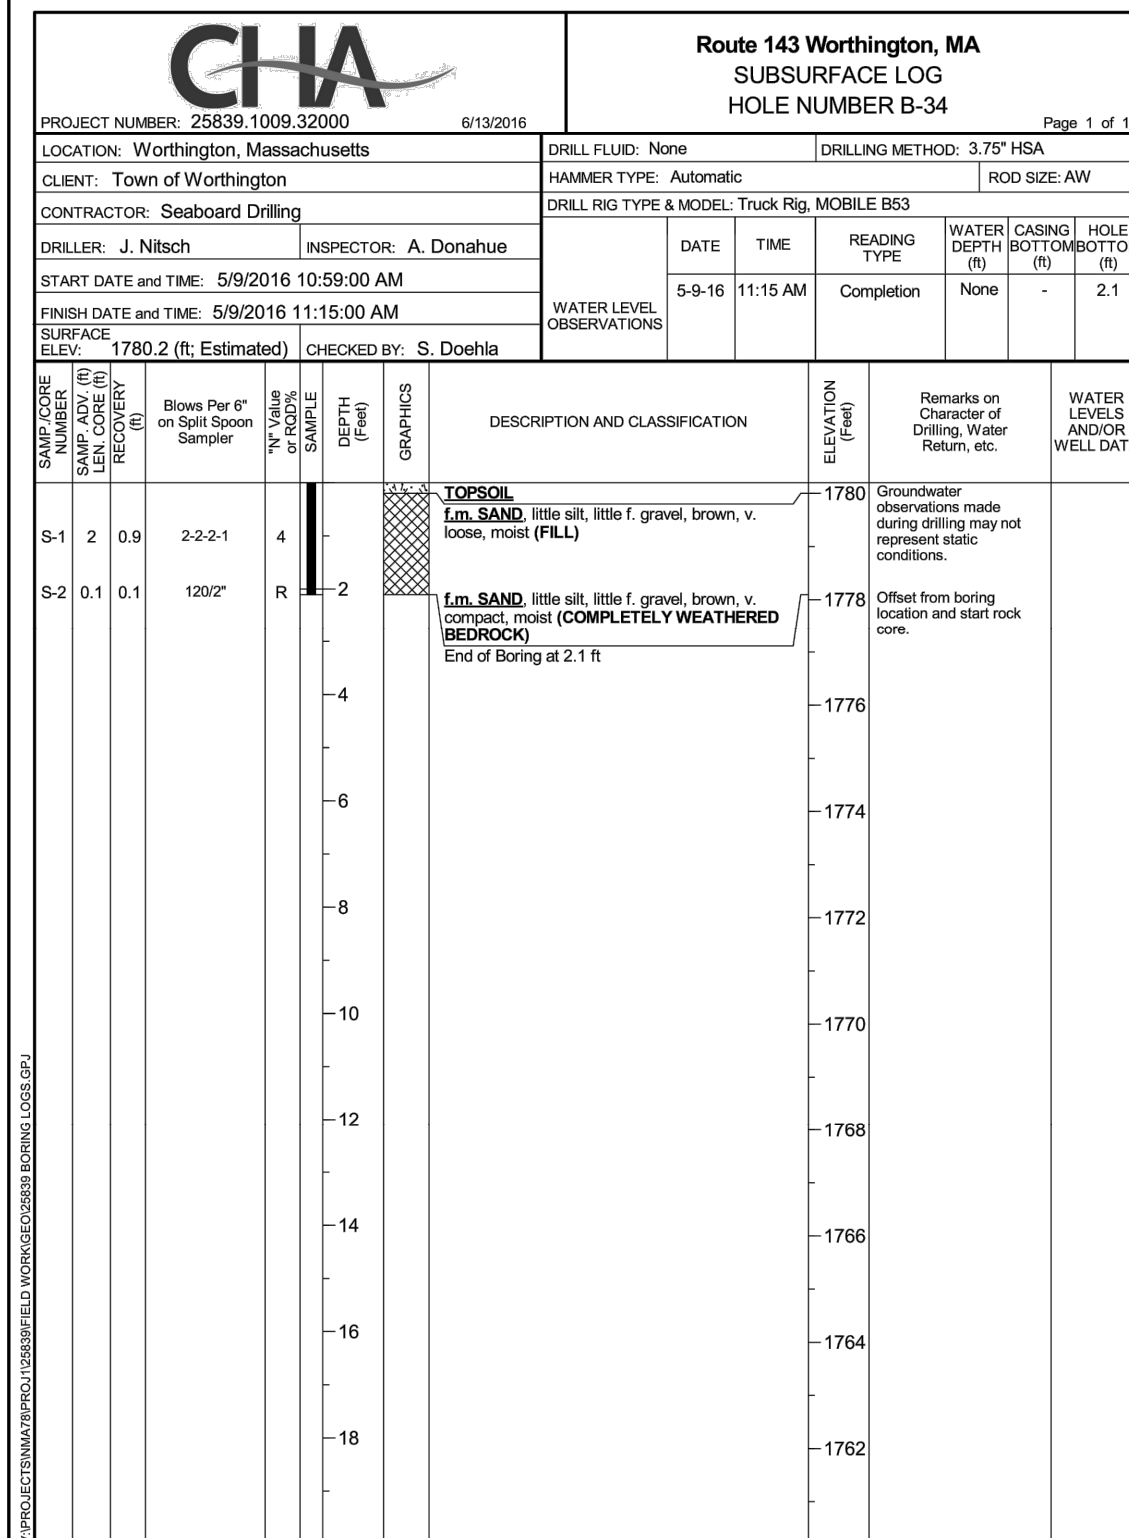 CHA
Route 143 Worthington, MA
SUBSURFACE LOG
HOLE NUMBER B-34
PROJECT NUMBER: 25839.1009.32000 6/13/2016
Page 1 of 1
LOCATION: Worthington, Massachusetts
CLIENT: Town of Worthington
CONTRACTOR: Seaboard Drilling
DRILLER: J. Nitsch
INSPECTOR: A. Donahue
START DATE and TIME: 5/9/2016 10:59:00 AM
FINISH DATE and TIME: 5/9/2016 11:15:00 AM
SURFACE
ELEV: 1780.2 (ft; Estimated)
CHECKED BY: S. Doehla
DRILL FLUID: None
DRILLING METHOD: 3.75" HSA
HAMMER TYPE: Automatic
ROD SIZE: AW
DRILL RIG TYPE & MODEL: Truck Rig, MOBILE B53
WATER LEVEL
OBSERVATIONS
DATE
TIME
READING
TYPE
WATER
DEPTH
(ft)
CASING
BOTTOM
(ft)
HOLE
BOTTO
(ft)
5-9-16 11:15 AM Completion None - 2.1
SAMP./CORE
NUMBER
SAMP. ADV. (ft)
LEN. CORE (ft)
RECOVERY
(ft)
Blows Per 6"
on Split Spoon
Sampler
"N" Value
or RQD%
SAMPLE
DEPTH
(Feet)
GRAPHICS
DESCRIPTION AND CLASSIFICATION
ELEVATION
(Feet)
Remarks on
Character of
Drilling, Water
Return, etc.
WATER
LEVELS
AND/OR
WELL DAT
S-1 2 0.9 2-2-2-1 4
S-2 0.1 0.1 120/2" R
2
4
6
8
10
12
14
16
18
TOPSOIL
f.m. SAND, little silt, little f. gravel, brown, v.
loose, moist (FILL)
f.m. SAND, little silt, little f. gravel, brown, v.
compact, moist (COMPLETELY WEATHERED
BEDROCK)
End of Boring at 2.1 ft
1780
1778
1776
1774
1772
1770
1768
1766
1764
1762
Groundwater
observations made
during drilling may not
represent static
conditions.
Offset from boring
location and start rock
core.
:\PROJECTS\NMA78\PROJ1\25839\FIELD WORK\GEO\25839 BORING LOGS.GPJ